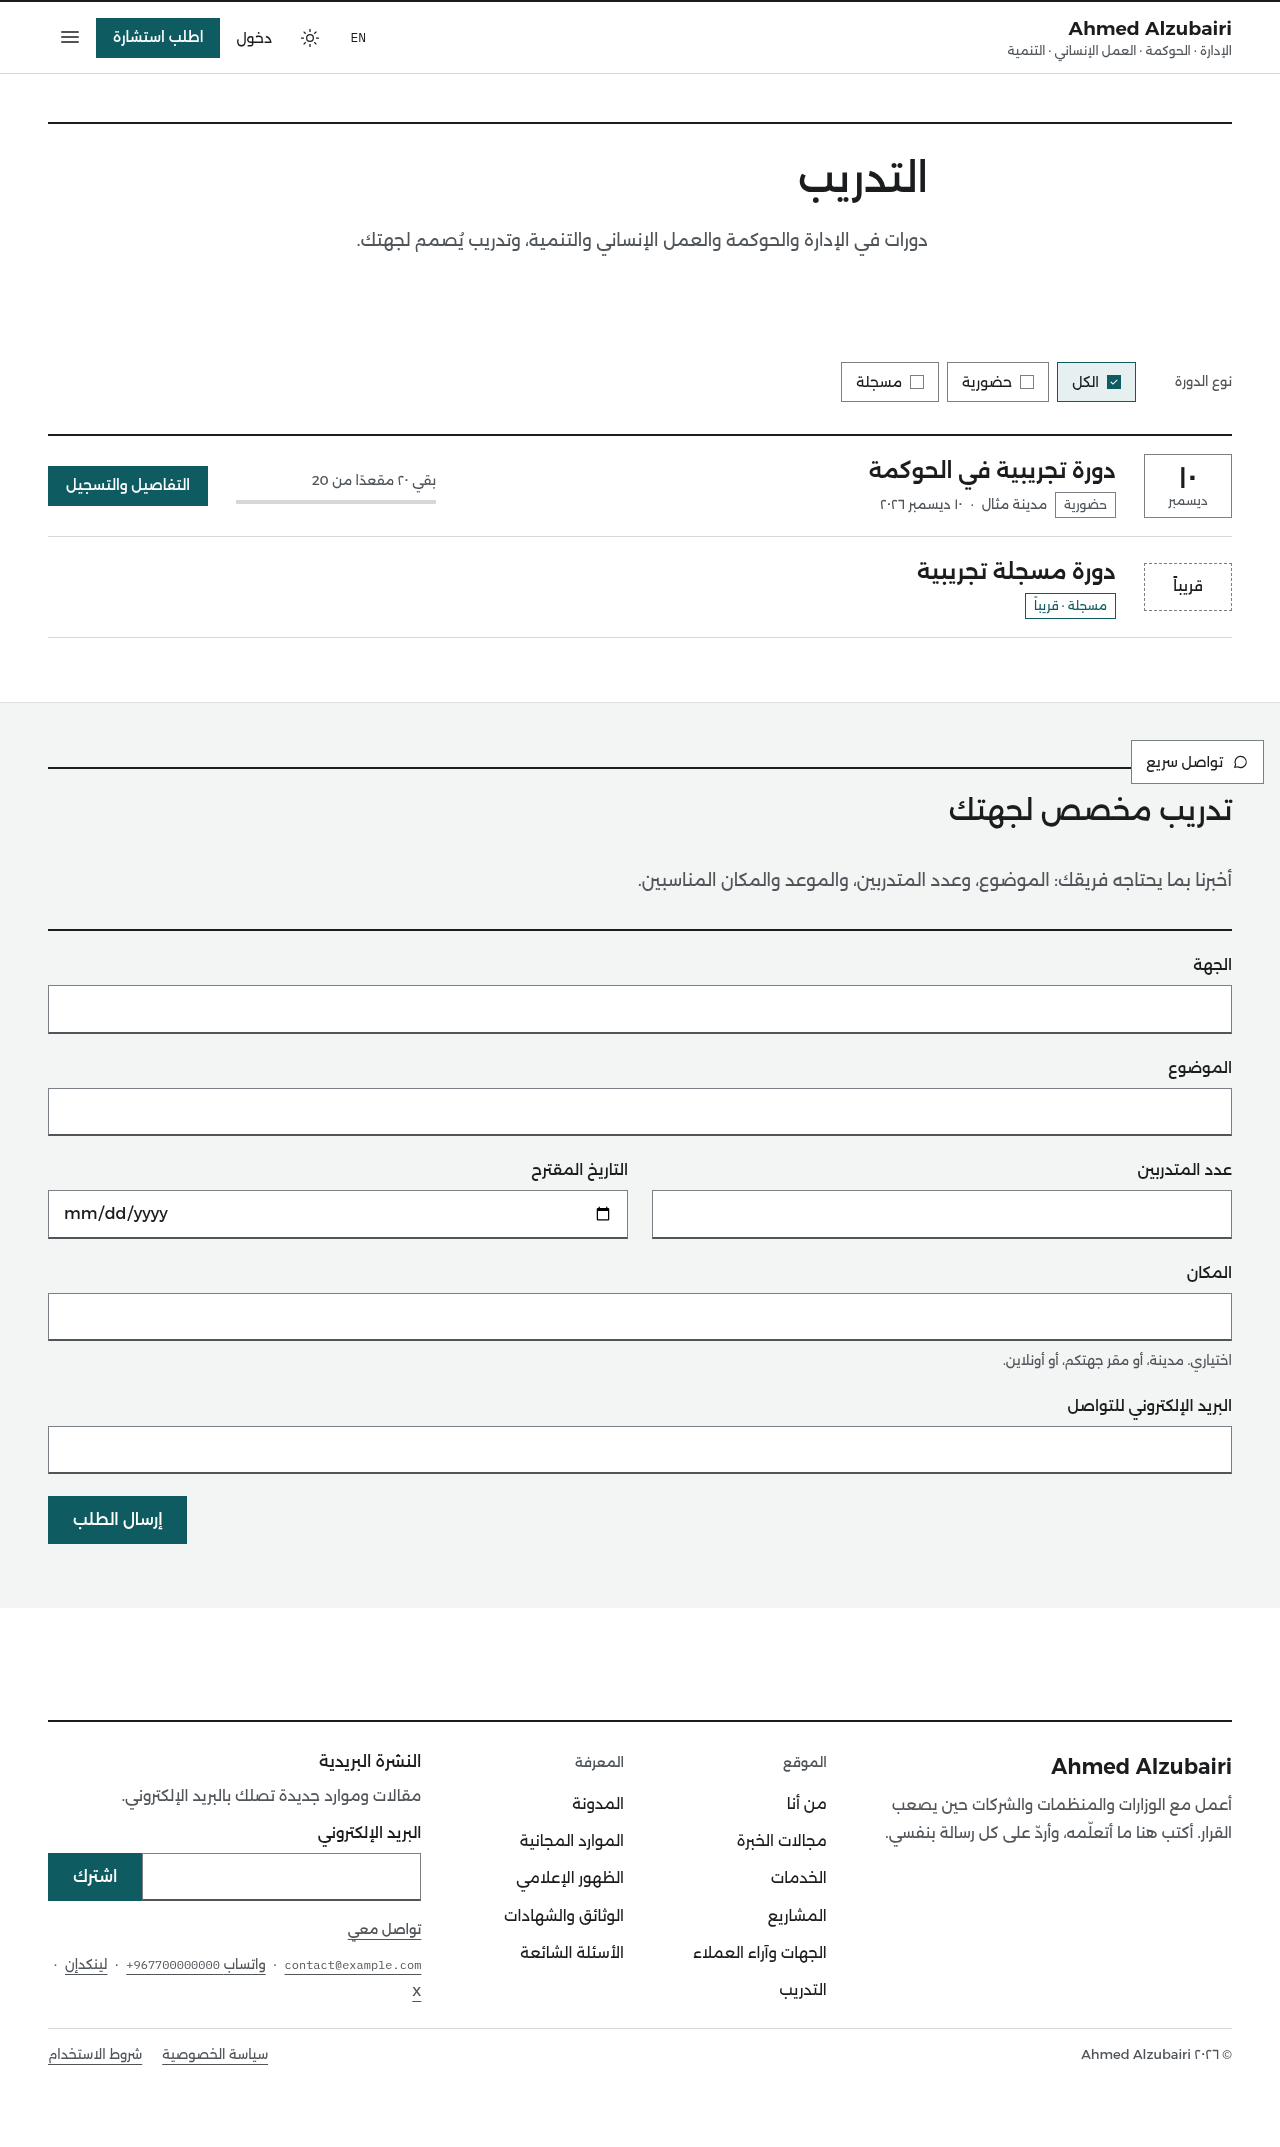 Ahmed Alzubairi
الإدارة · الحوكمة · العمل الإنساني · التنمية
EN
دخول
اطلب استشارة
التدريب
دورات في الإدارة والحوكمة والعمل الإنساني والتنمية، وتدريب يُصمم لجهتك.
نوع الدورة
الكل
حضورية
مسجلة
١٠
ديسمبر
دورة تجريبية في الحوكمة
حضورية
مدينة مثال · ١٠ ديسمبر ٢٠٢٦
بقي ٢٠ مقعدًا من 20
التفاصيل والتسجيل
قريباً
دورة مسجلة تجريبية
مسجلة · قريباً
تواصل سريع
تدريب مخصص لجهتك
أخبرنا بما يحتاجه فريقك: الموضوع، وعدد المتدربين، والموعد والمكان المناسبين.
الجهة
الموضوع
عدد المتدربين
التاريخ المقترح
mm/dd/yyyy
المكان
اختياري. مدينة، أو مقر جهتكم، أو أونلاين.
البريد الإلكتروني للتواصل
إرسال الطلب
Ahmed Alzubairi
أعمل مع الوزارات والمنظمات والشركات حين يصعب
القرار. أكتب هنا ما أتعلّمه، وأردّ على كل رسالة بنفسي.
الموقع
من أنا
مجالات الخبرة
الخدمات
المشاريع
الجهات وآراء العملاء
التدريب
المعرفة
المدونة
الموارد المجانية
الظهور الإعلامي
الوثائق والشهادات
الأسئلة الشائعة
النشرة البريدية
مقالات وموارد جديدة تصلك بالبريد الإلكتروني.
البريد الإلكتروني
اشترك
تواصل معي
contact@example.com · واتساب +967700000000 · لينكدإن ·
X
© ٢٠٢٦ Ahmed Alzubairi
سياسة الخصوصية
شروط الاستخدام